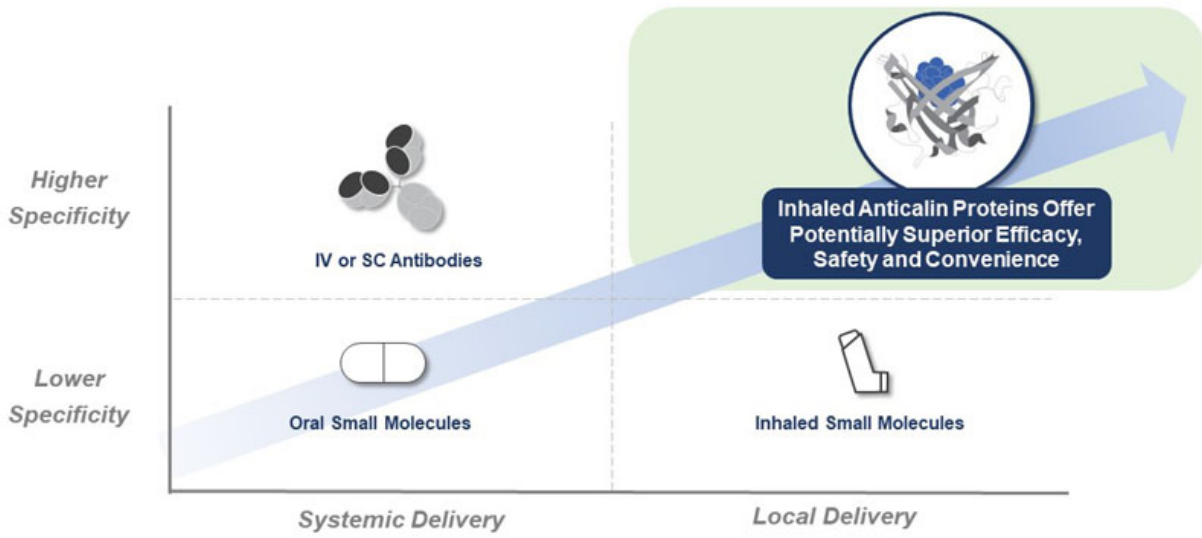 Higher
Specificity
IV or SC Antibodies
Inhaled Anticalin Proteins Offer
Potentially Superior Efficacy,
Safety and Convenience
Lower
Specificity
Oral Small Molecules
Inhaled Small Molecules
Systemic Delivery
Local Delivery